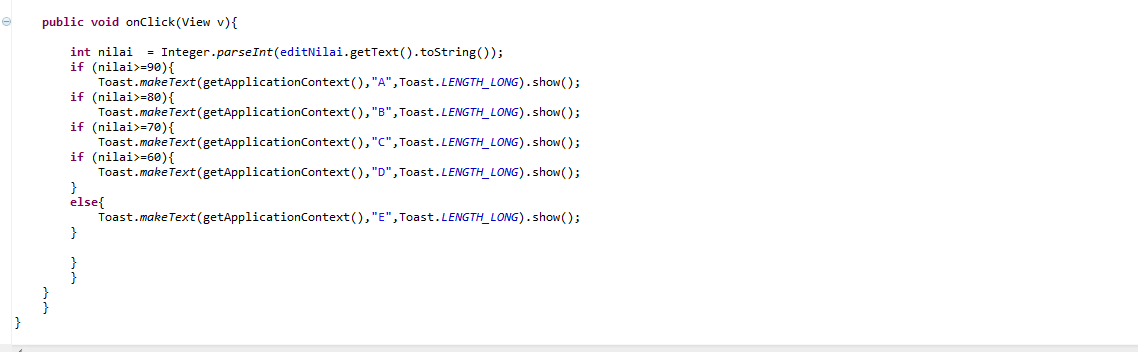 public void onClick(View v){
int nilai  = Integer.parseInt(editNilai.getText().toString());
if (nilai>=90){
Toast.makeText(getApplicationContext(),"A",Toast.LENGTH_LONG).show();
if (nilai>=80){
Toast.makeText(getApplicationContext(),"B",Toast.LENGTH_LONG).show();
if (nilai>=70){
Toast.makeText(getApplicationContext(),"C",Toast.LENGTH_LONG).show();
if (nilai>=60){
Toast.makeText(getApplicationContext(),"D",Toast.LENGTH_LONG).show();
}
else{
Toast.makeText(getApplicationContext(),"E",Toast.LENGTH_LONG).show();
}
}
}
}
}
}